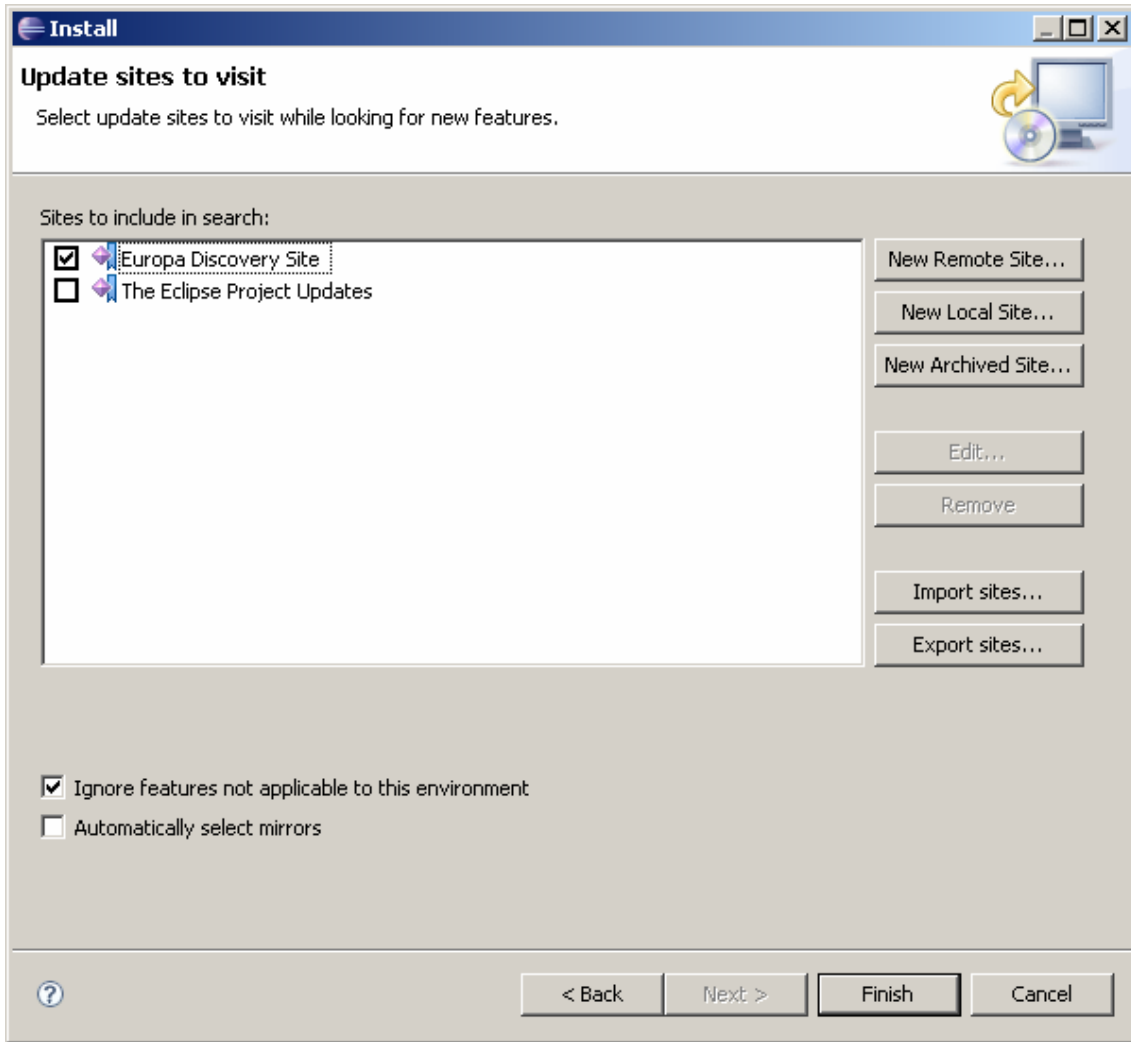 Install
Update sites to visit
Select update sites to visit while looking for new features.
Sites to include in search:
Europa Discovery Site
The Eclipse Project Updates
New Remote Site...
New Local Site...
New Archived Site...
Edit...
Remove
Import sites...
Export sites...
Ignore features not applicable to this environment
Automatically select mirrors
?
< Back
Next >
Finish
Cancel